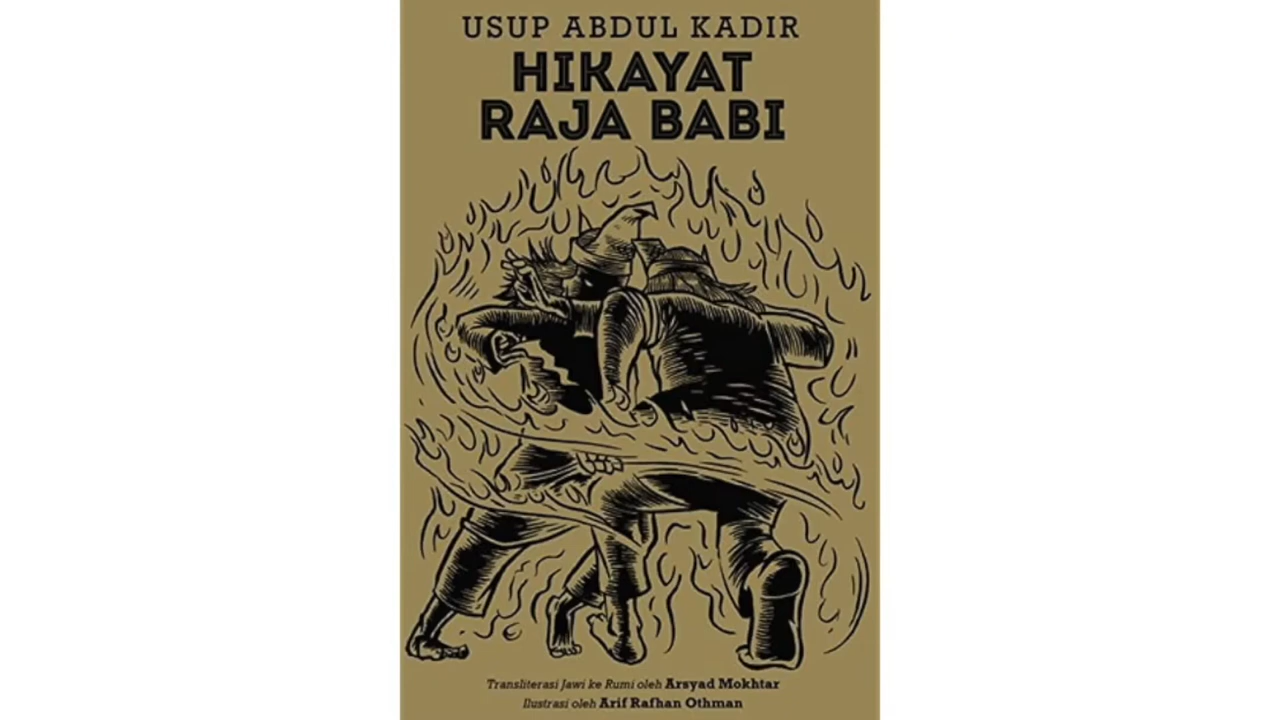 USUP ABDUL KADIR
HIKAYAT
RAJA BABI
Transliterasi Jawi ke Rumi oleh Arsyad Mokhtar
Ilustrasi oleh Arif Rafhan Othman